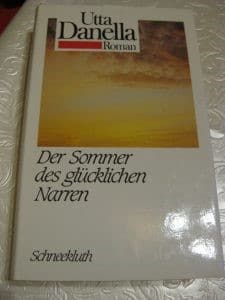 Utta
Danella
Roman
Der Sommer
des glücklichen
Narren
Schneekluth